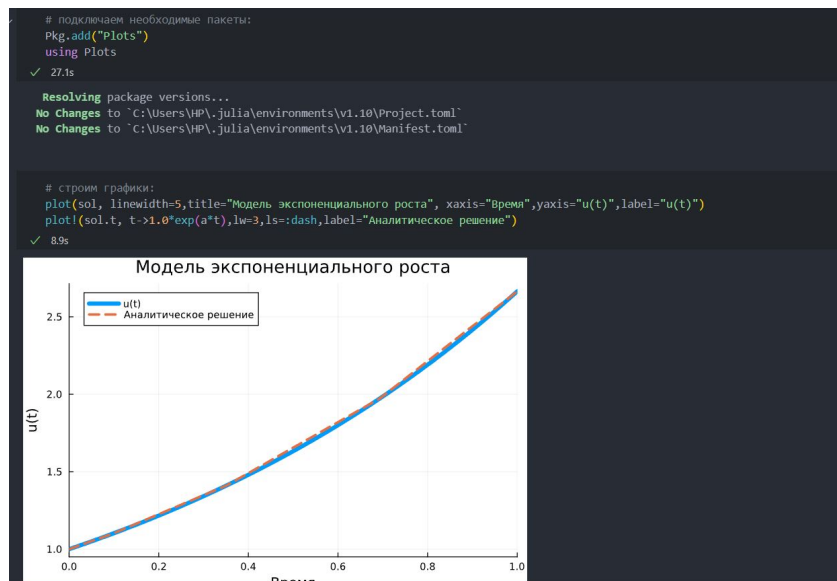 # подключаем необходимые пакеты:
Pkg.add("Plots")
using Plots
✓ 27.1s
Resolving package versions...
No Changes to `C:\Users\HP\.julia\environments\v1.10\Project.toml`
No Changes to `C:\Users\HP\.julia\environments\v1.10\Manifest.toml`
# строим графики:
plot(sol, linewidth=5,title="Модель экспоненциального роста", xaxis="Время",yaxis="u(t)",label="u(t)")
plot!(sol.t, t->1.0*exp(a*t),lw=3,ls=:dash,label="Аналитическое решение")
✓ 8.9s
Модель экспоненциального роста
u(t)
Аналитическое решение
2.5
2.0
1.5
1.0
u(t)
0.0 0.2 0.4 0.6 0.8 1.0
Время